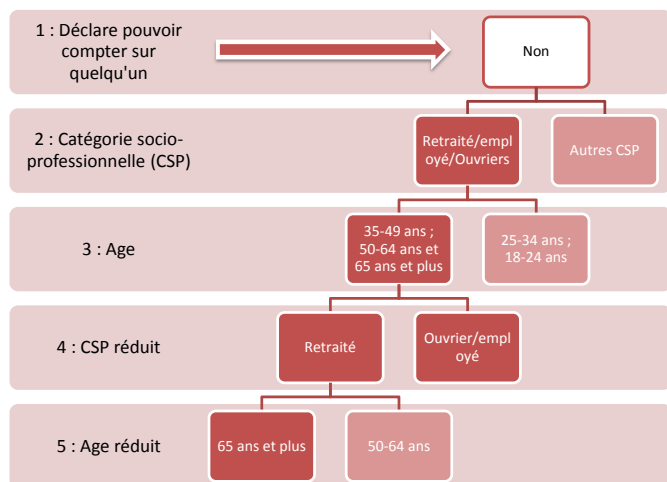 1 : Déclare pouvoir
compter sur
quelqu'un
Non
2 : Catégorie socio-
professionnelle (CSP)
Retraité/empl
oyé/Ouvriers
Autres CSP
3 : Age
35-49 ans ;
50-64 ans et
65 ans et plus
25-34 ans ;
18-24 ans
4 : CSP réduit
Retraité
Ouvrier/empl
oyé
5 : Age réduit
65 ans et plus
50-64 ans